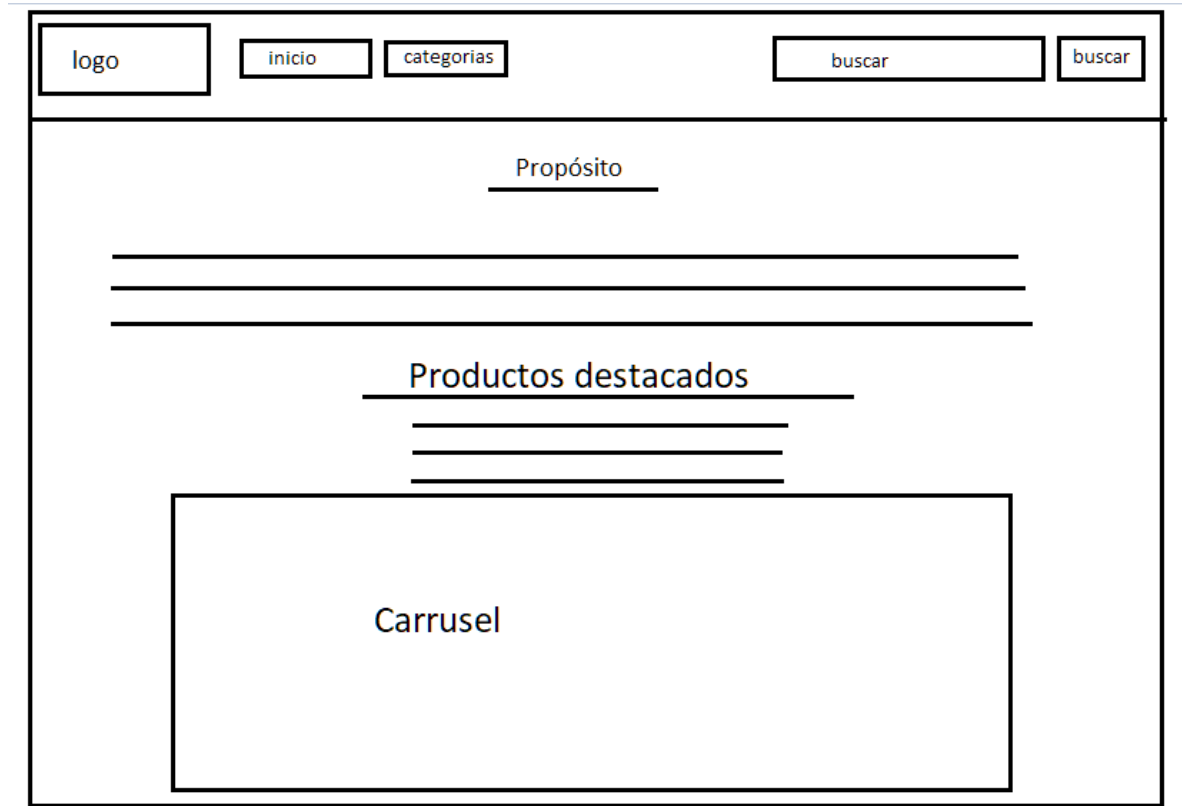 logo
inicio
categorias
buscar
buscar
Propósito
Productos destacados
Carrusel